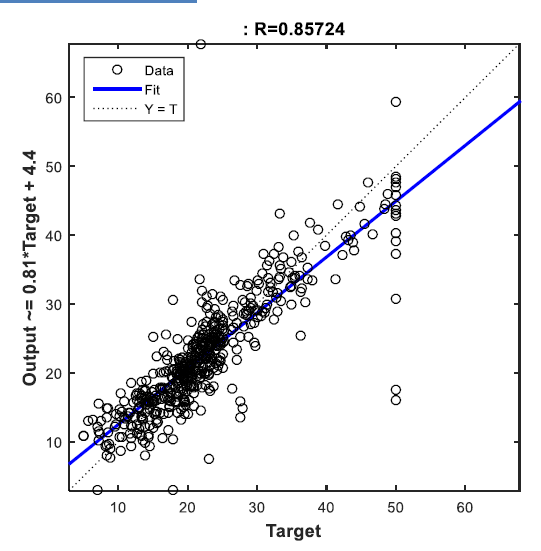 : R=0.85724
Data
Fit
Y = T
Output ~= 0.81*Target + 4.4
60
50
40
30
20
10
10 20 30 40 50 60
Target